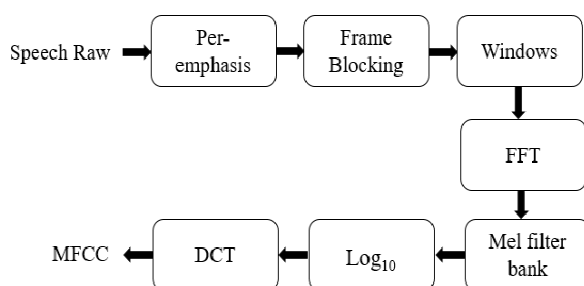 Speech Raw
Per-
emphasis
Frame
Blocking
Windows
FFT
Mel filter
bank
Log10
DCT
MFCC